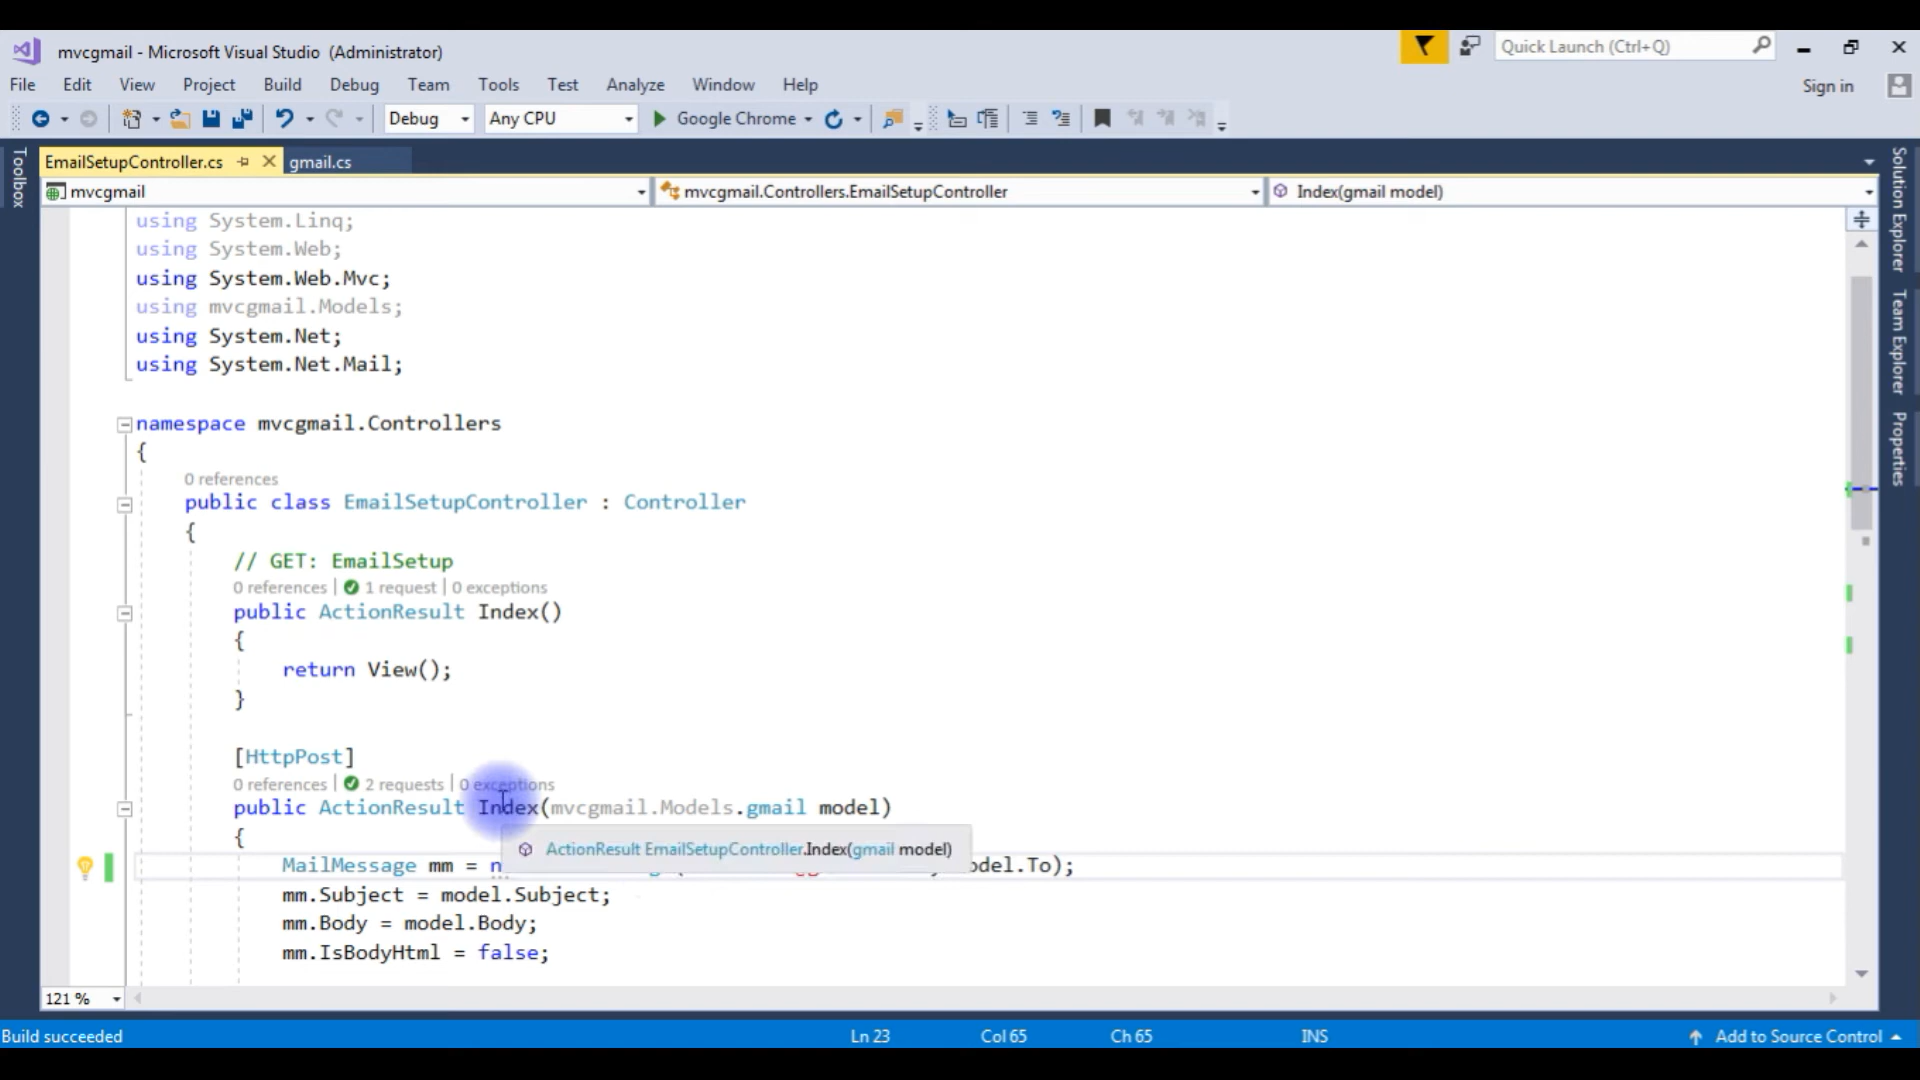 mvcgmail - Microsoft Visual Studio (Administrator)
Quick Launch (Ctrl+Q)
File Edit View Project Build Debug Team Tools Test Analyze Window Help
Sign in
Debug Any CPU Google Chrome
Toolbox
EmailSetupController.cs gmail.cs
mvcgmail mvcgmail.Controllers.EmailSetupController Index(gmail model)
Solution Explorer
Team Explorer
Properties
using System.Linq;
using System.Web;
using System.Web.Mvc;
using mvcgmail.Models;
using System.Net;
using System.Net.Mail;
namespace mvcgmail.Controllers
{
0 references
public class EmailSetupController : Controller
{
// GET: EmailSetup
0 references | 1 request | 0 exceptions
public ActionResult Index()
{
return View();
}
[HttpPost]
0 references | 2 requests | 0 exceptions
public ActionResult Index(mvcgmail.Models.gmail model)
{
ActionResult EmailSetupController.Index(gmail model)
MailMessage mm = n odel.To);
mm.Subject = model.Subject;
mm.Body = model.Body;
mm.IsBodyHtml = false;
121 %
Build succeeded Ln 23 Col 65 Ch 65 INS Add to Source Control